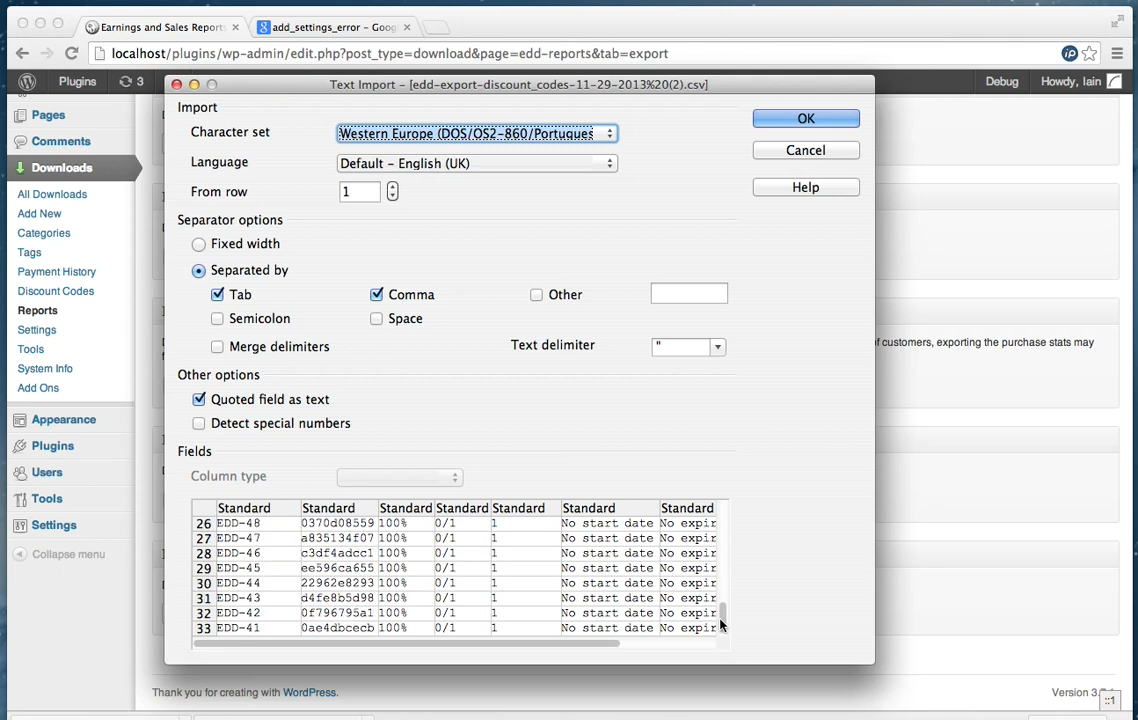 Earnings and Sales Reports
add_settings_error – Goog
localhost/plugins/wp-admin/edit.php?post_type=download&page=edd-reports&tab=export
Plugins 3 Debug Howdy, Iain
Text Import – [edd-export-discount_codes-11-29-2013%20(2).csv]
Pages
Comments
Downloads
All Downloads
Add New
Categories
Tags
Payment History
Discount Codes
Reports
Settings
Tools
System Info
Add Ons
Appearance
Plugins
Users
Tools
Settings
Collapse menu
Import
Character set Western Europe (DOS/OS2-860/Portugues
Language Default – English (UK)
From row 1
OK
Cancel
Help
Separator options
Fixed width
Separated by
Tab Comma Other
Semicolon Space
Merge delimiters Text delimiter "
Other options
Quoted field as text
Detect special numbers
Fields
Column type
Standard Standard Standard Standard Standard Standard Standard
26 EDD-48 0370d08559 100% 0/1 1 No start date No expir
27 EDD-47 a835134f07 100% 0/1 1 No start date No expir
28 EDD-46 c3df4adcc1 100% 0/1 1 No start date No expir
29 EDD-45 ee596ca655 100% 0/1 1 No start date No expir
30 EDD-44 22962e8293 100% 0/1 1 No start date No expir
31 EDD-43 d4fe8b5d98 100% 0/1 1 No start date No expir
32 EDD-42 0f796795a1 100% 0/1 1 No start date No expir
33 EDD-41 0ae4dbcecb 100% 0/1 1 No start date No expir
of customers, exporting the purchase stats may
Thank you for creating with WordPress.
Version 3.
::1